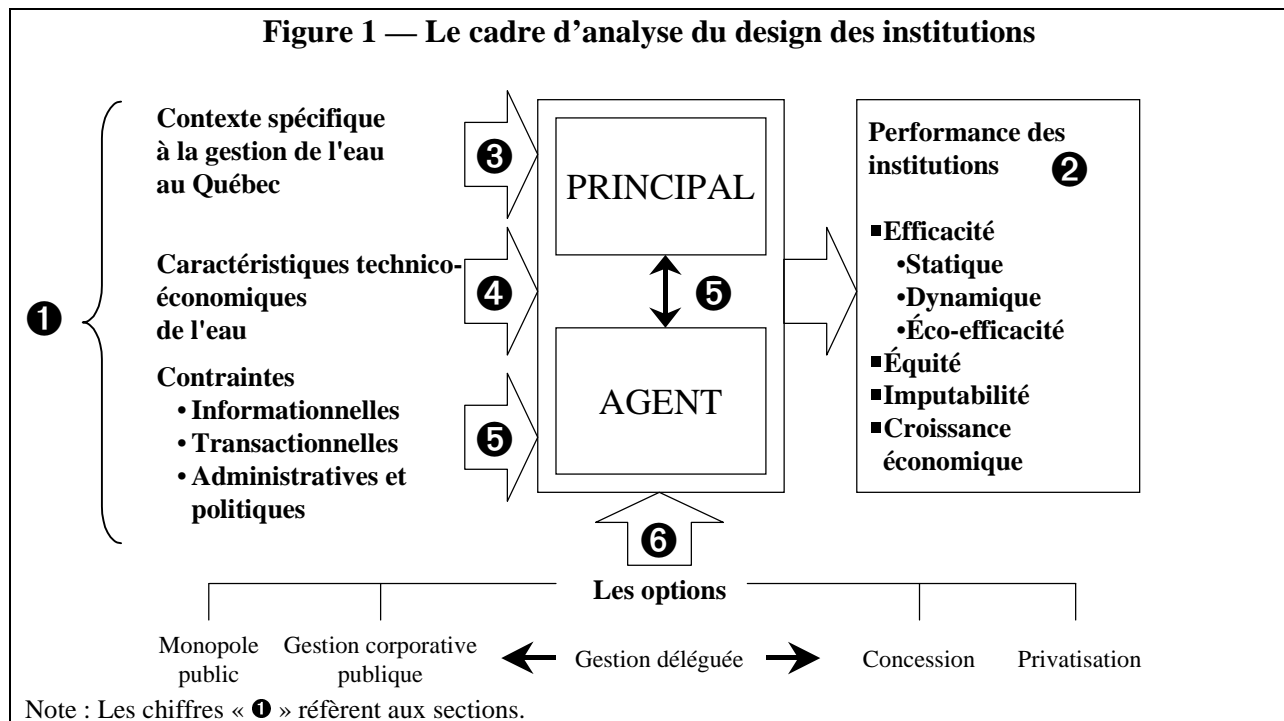 Figure 1 — Le cadre d'analyse du design des institutions
❶
Contexte spécifique
à la gestion de l'eau
au Québec
❸
Caractéristiques technico-
économiques
de l'eau
❹
Contraintes
• Informationnelles
• Transactionnelles
• Administratives et
politiques
❺
PRINCIPAL
❺
AGENT
Performance des
institutions
❷
▪Efficacité
•Statique
•Dynamique
•Éco-efficacité
▪Équité
▪Imputabilité
▪Croissance
économique
❻
Les options
Monopole
public
Gestion corporative
publique
Gestion déléguée
Concession
Privatisation
Note : Les chiffres « ❶ » réfèrent aux sections.